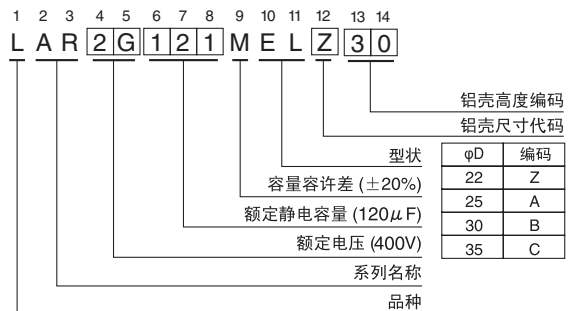 1 2 3 4 5 6 7 8 9 10 11 12 13 14
L A R 2 G 1 2 1 M E L Z 3 0
铝壳高度编码
铝壳尺寸代码
型状
容量容许差 (±20%)
额定静电容量 (120μF)
额定电压 (400V)
系列名称
品种
φD 编码
22 Z
25 A
30 B
35 C